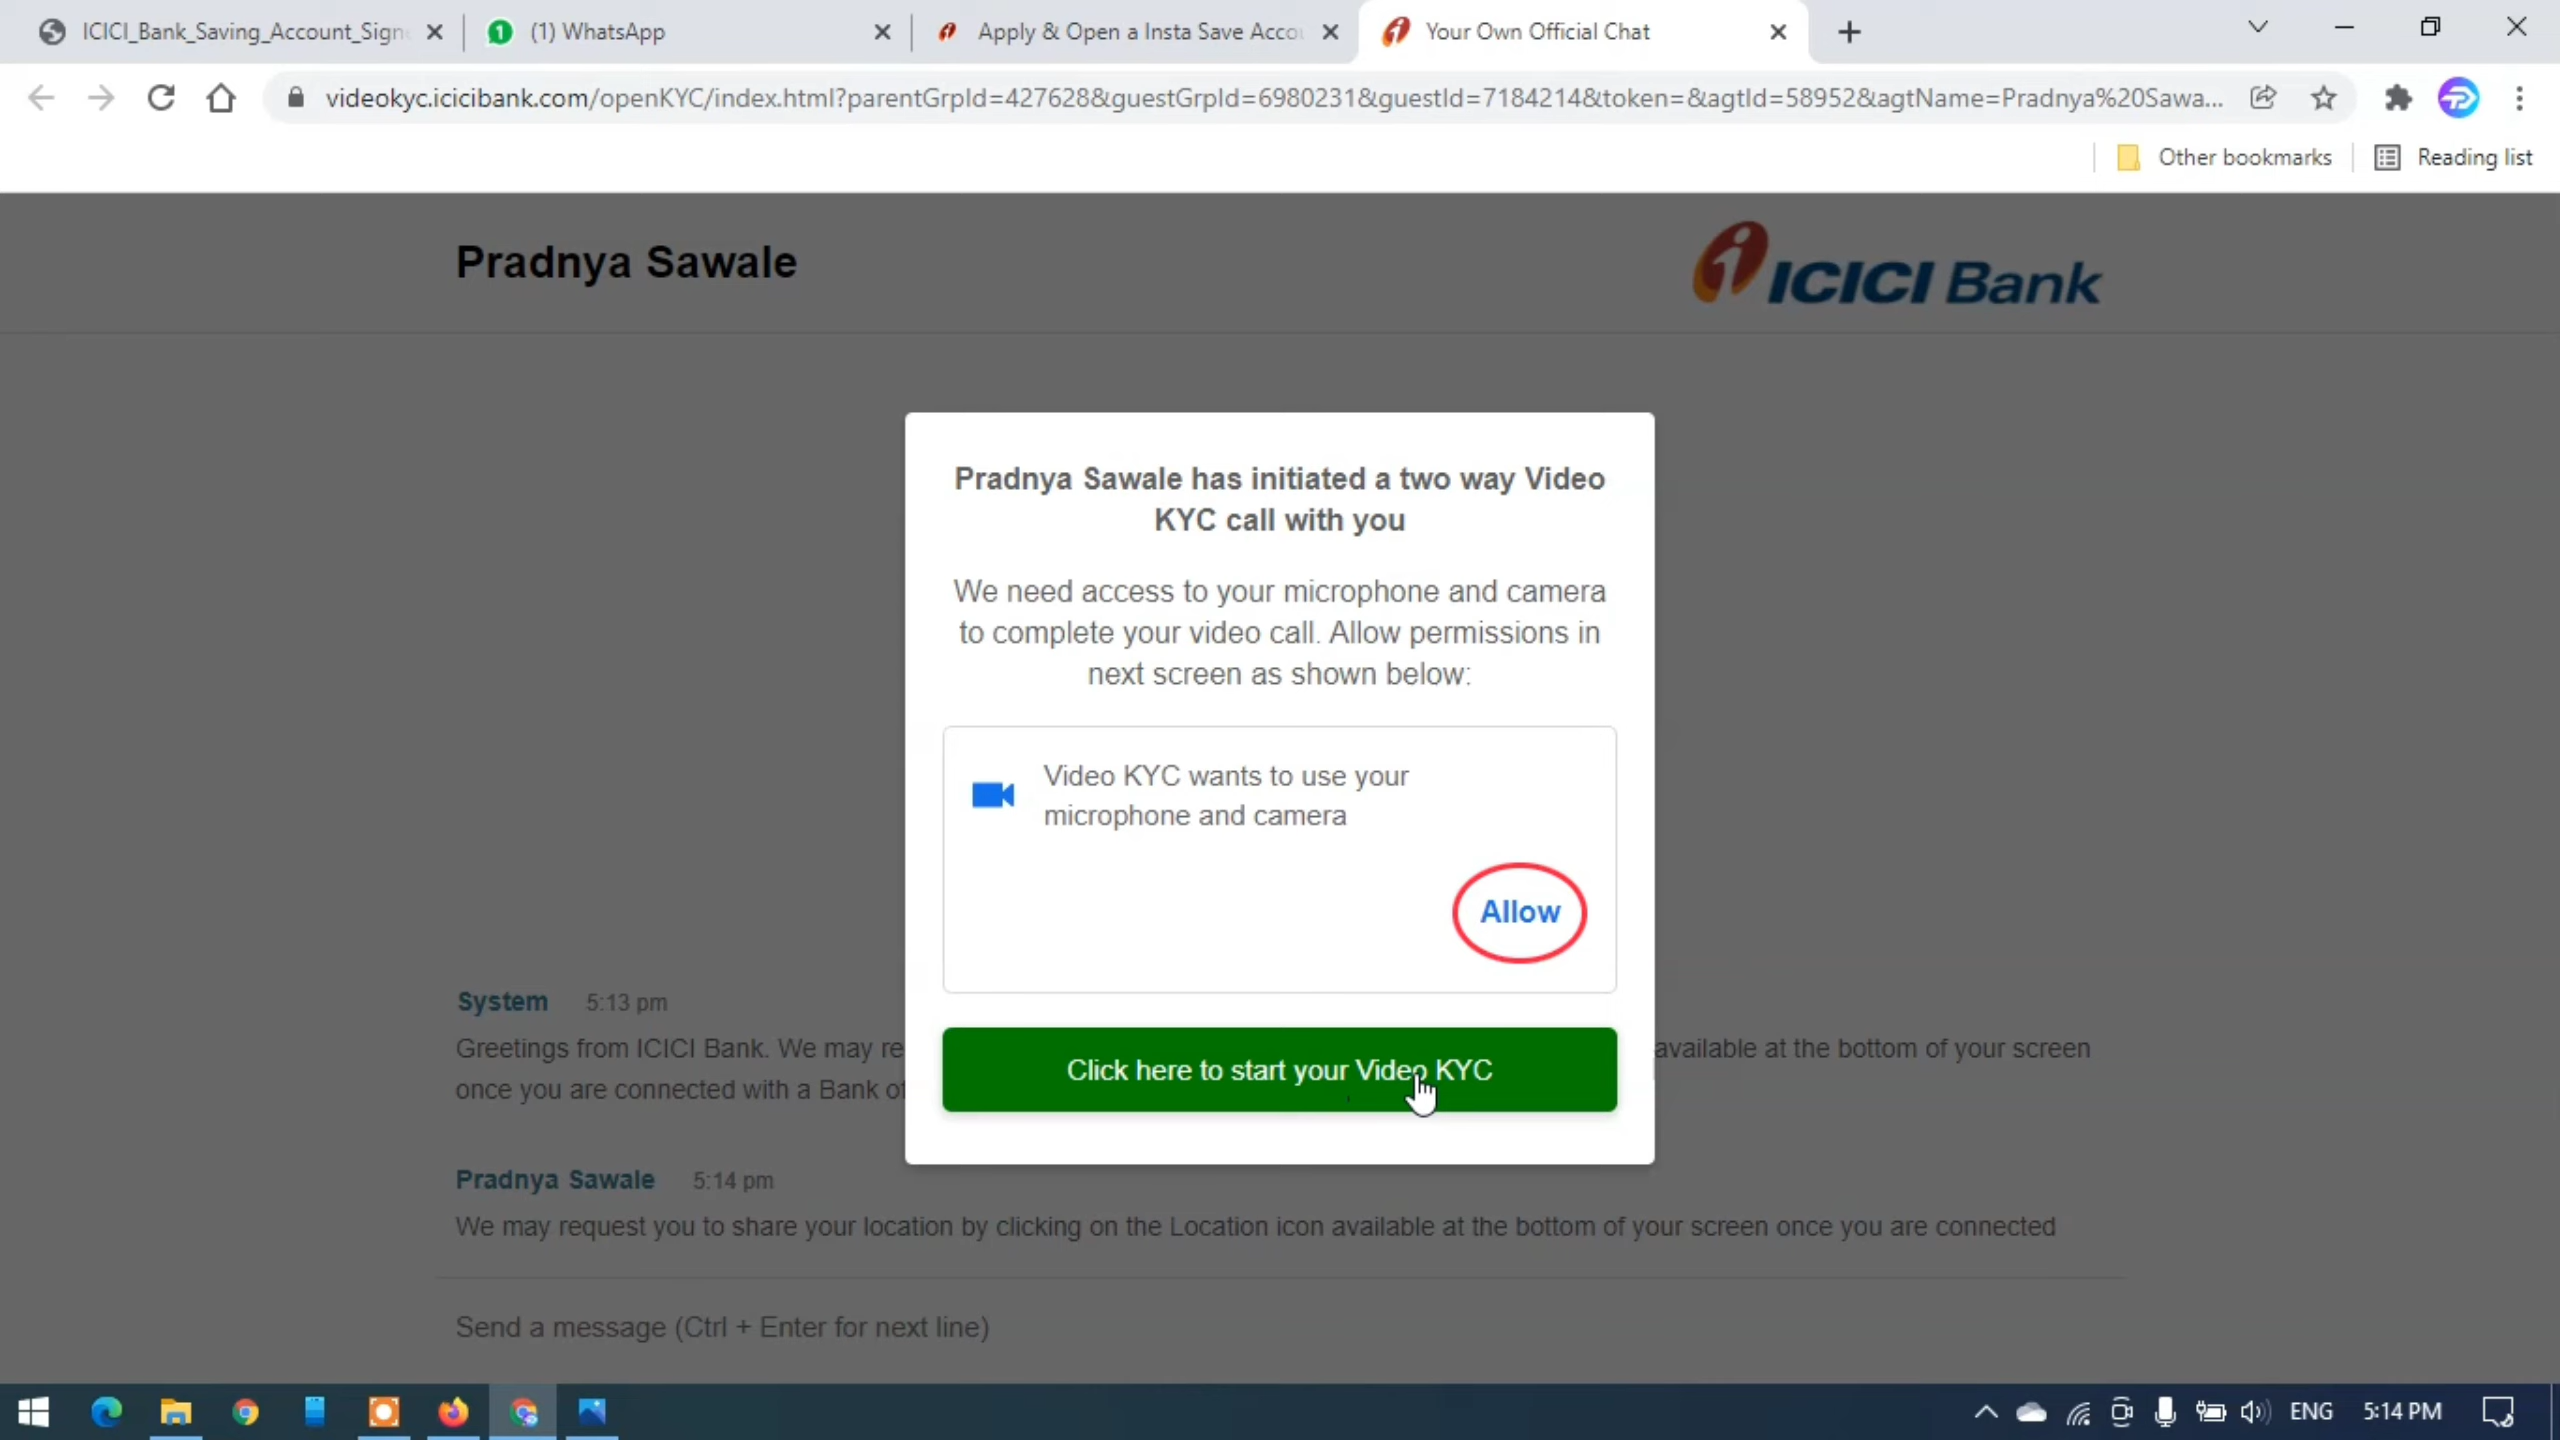 ICICI_Bank_Saving_Account_Sign
(1) WhatsApp
Apply & Open a Insta Save Acco
Your Own Official Chat
videokyc.icicibank.com/openKYC/index.html?parentGrpId=427628&guestGrpId=6980231&guestId=7184214&token=&agtId=58952&agtName=Pradnya%20Sawa...
Other bookmarks
Reading list
Pradnya Sawale
ICICI Bank
Pradnya Sawale has initiated a two way Video
KYC call with you
We need access to your microphone and camera
to complete your video call. Allow permissions in
next screen as shown below:
Video KYC wants to use your
microphone and camera
Allow
Click here to start your Video KYC
System 5:13 pm
Greetings from ICICI Bank. We may re available at the bottom of your screen
once you are connected with a Bank of
Pradnya Sawale 5:14 pm
We may request you to share your location by clicking on the Location icon available at the bottom of your screen once you are connected
Send a message (Ctrl + Enter for next line)
ENG 5:14 PM